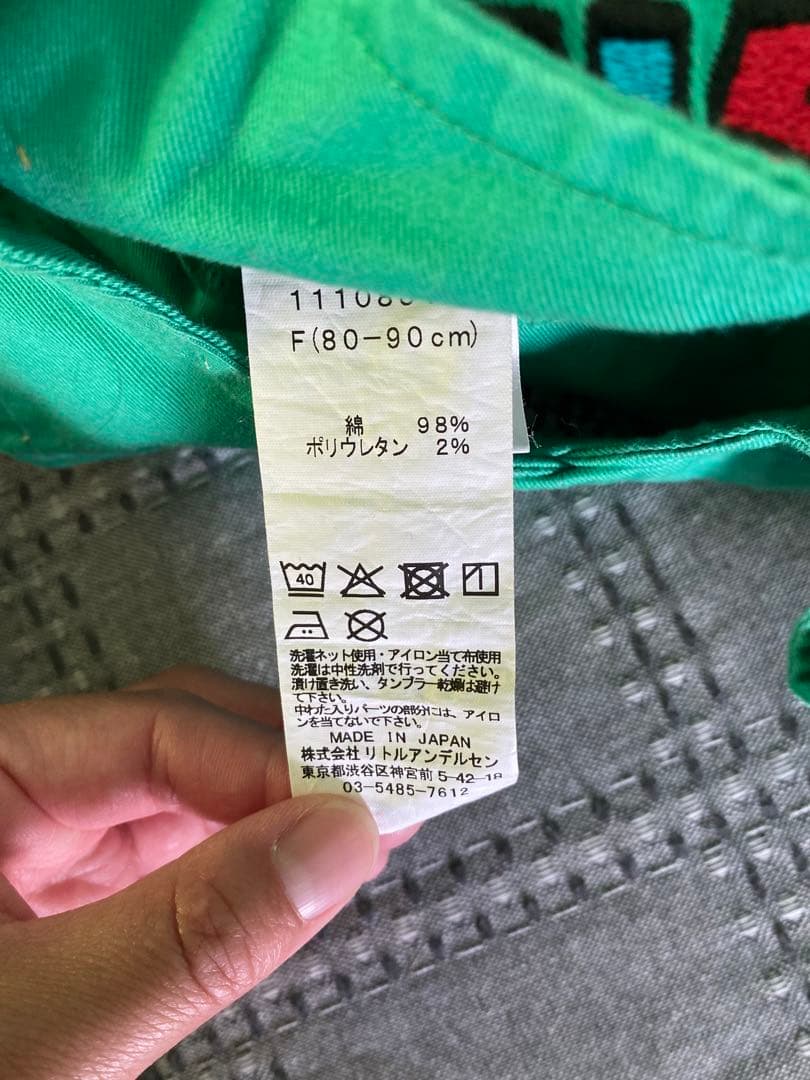 F(80-90cm)
綿 98%
ポリウレタン 2%
40
洗濯ネット使用・アイロン当て布使用
洗濯は中性洗剤で行ってください。
漬け置き洗い、タンブラー乾燥は避け
て下さい。
中わた入りパーツの部分には、アイロ
ンを当てないで下さい。
MADE IN JAPAN
株式会社リトルアンデルセン
東京都渋谷区神宮前5-42-18
03-5485-7612